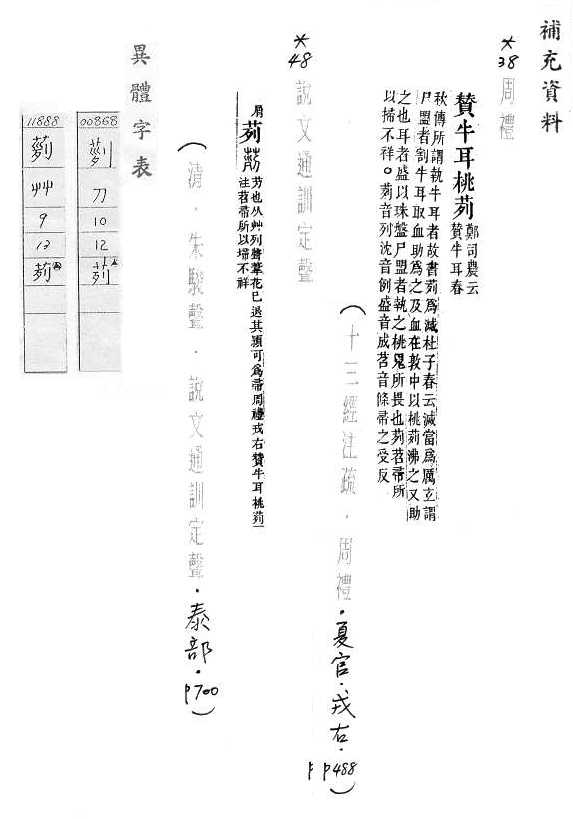 補充資料
*38 周禮
贊牛耳桃茢 鄭司農云
贊牛耳春
秋傳所謂執牛耳者故書茢為滅杜子春云滅當為厲玄謂
尸盟者割牛耳取血助為之及血在敦中以桃茢沸之又助
之也耳者盛以珠盤尸盟者執之桃鬼所畏也茢苕帚所
以掃不祥。茢音列沈音例盛音成苕音條帚之受反
(十三經注疏.周禮.夏官.戎右.PP488)
*48 說文通訓定聲
茢 芀也从艸列聲葦花已退其穎可為帚周禮戎右贊牛耳桃茢
注苕帚所以埽不祥
(清.朱駿聲.說文通訓定聲.泰部.P700)
異體字表
00868
刀
10
12
茢
11888
艸
9
13
茢